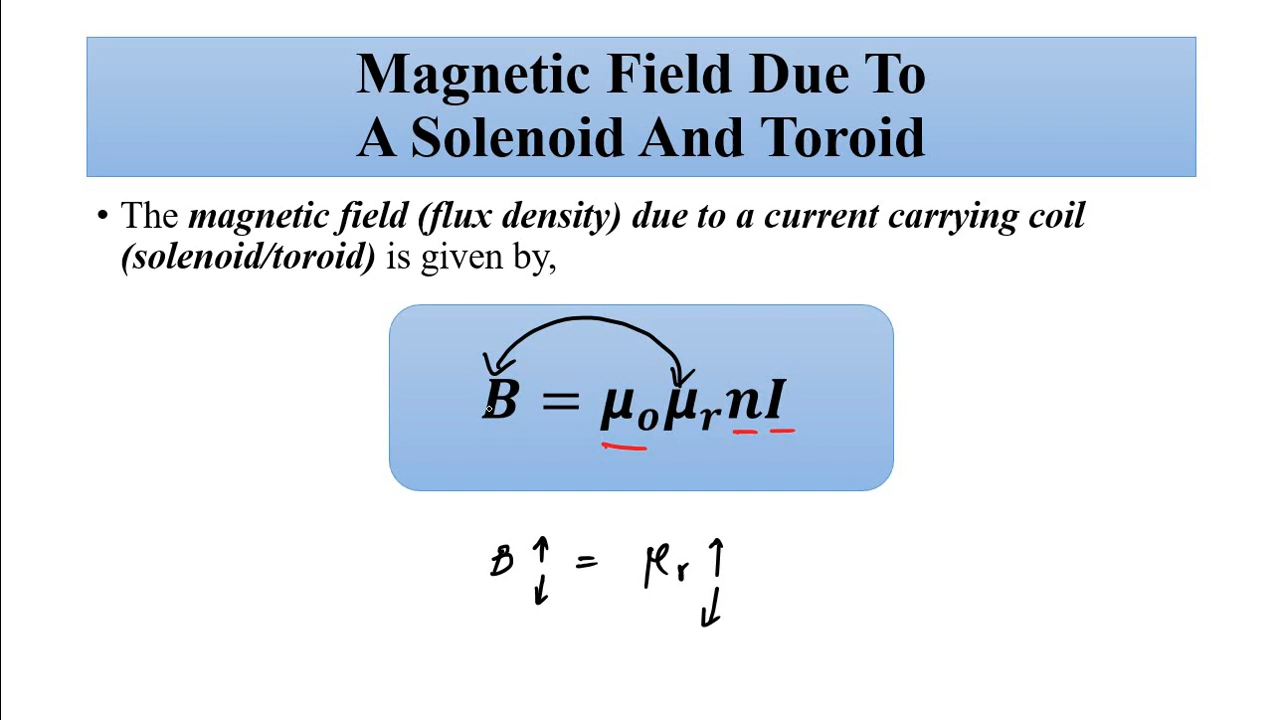 Magnetic Field Due To
A Solenoid And Toroid
• The magnetic field (flux density) due to a current carrying coil
(solenoid/toroid) is given by,
B = μₒμᵣnI
B ↑↓ = μᵣ ↑↓